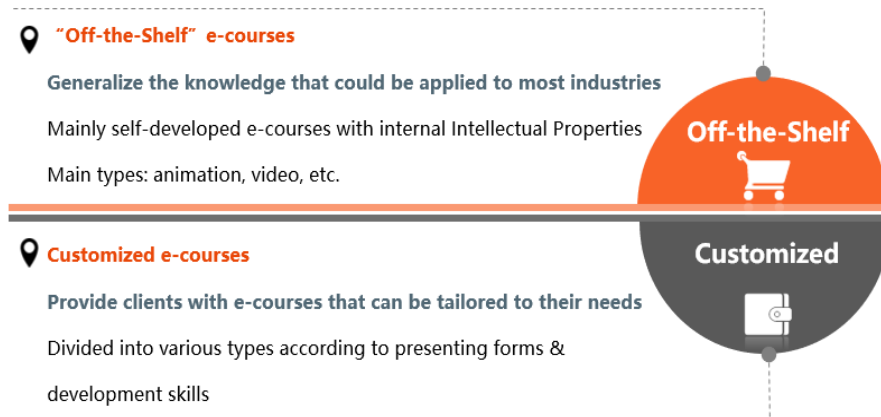 “Off-the-Shelf” e-courses
Generalize the knowledge that could be applied to most industries
Mainly self-developed e-courses with internal Intellectual Properties
Main types: animation, video, etc.
Off-the-Shelf
Customized e-courses
Provide clients with e-courses that can be tailored to their needs
Divided into various types according to presenting forms &
development skills
Customized